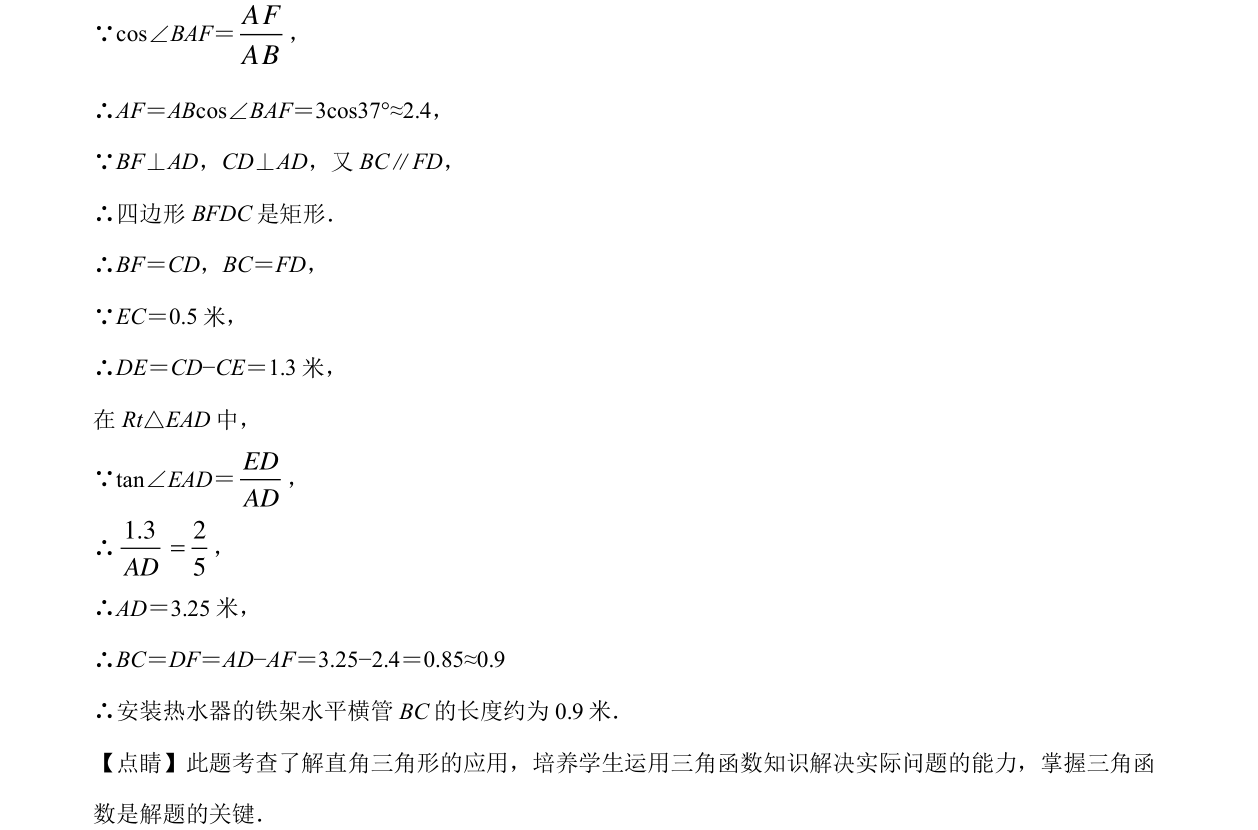 ∵cos∠BAF＝AF/AB，
∴AF＝ABcos∠BAF＝3cos37°≈2.4，
∵BF⊥AD，CD⊥AD，又 BC∥FD，
∴四边形 BFDC 是矩形．
∴BF＝CD，BC＝FD，
∵EC＝0.5 米，
∴DE＝CD−CE＝1.3 米，
在 Rt△EAD 中，
∵tan∠EAD＝ED/AD，
∴1.3/AD＝2/5，
∴AD＝3.25 米，
∴BC＝DF＝AD−AF＝3.25−2.4＝0.85≈0.9
∴安装热水器的铁架水平横管 BC 的长度约为 0.9 米．
【点睛】此题考查了解直角三角形的应用，培养学生运用三角函数知识解决实际问题的能力，掌握三角函
数是解题的关键．